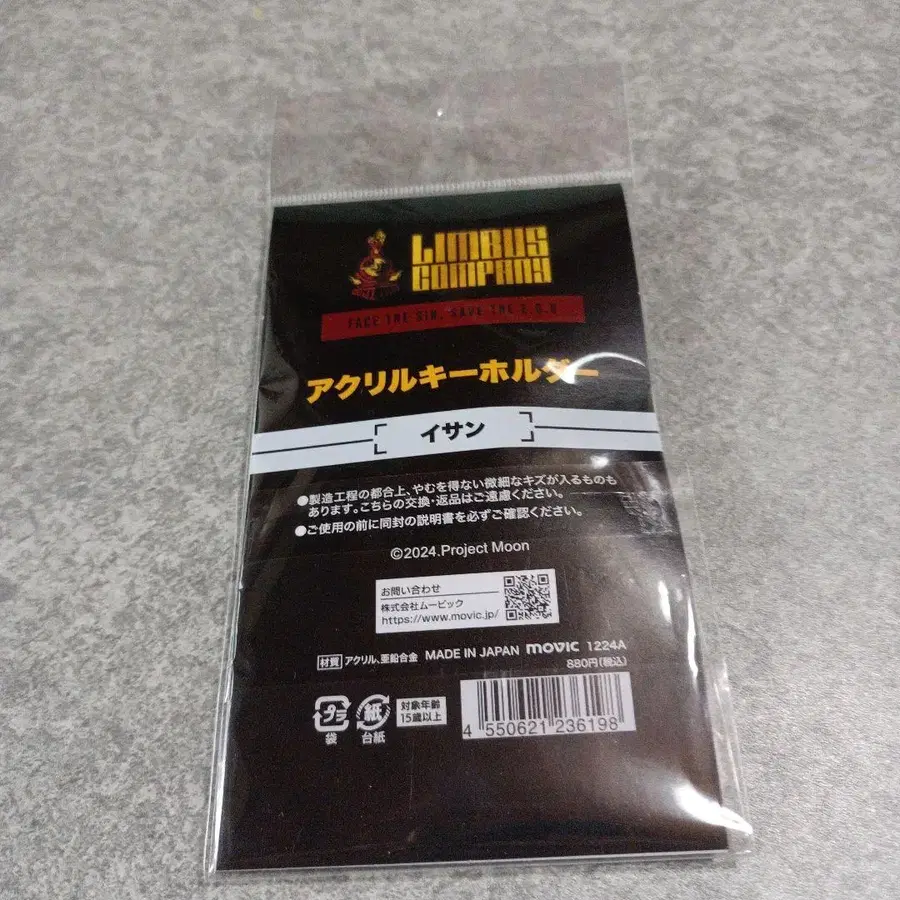 LIMBUS
COMPANY
FACE THE SIN, SAVE THE E.G.O
アクリルキーホルダー
イサン
●製造工程の都合上、やむを得ない微細なキズが入るものも
あります。こちらの交換・返品はご遠慮ください。
●ご使用の前に同封の説明書を必ずご確認ください。
©2024.Project Moon
お問い合わせ
株式会社ムービック
https://www.movic.jp/
材質 アクリル、亜鉛合金 MADE IN JAPAN movic 1224A
880円(税込)
プラ
袋
紙
台紙
対象年齢
15歳以上
4 550621 236198